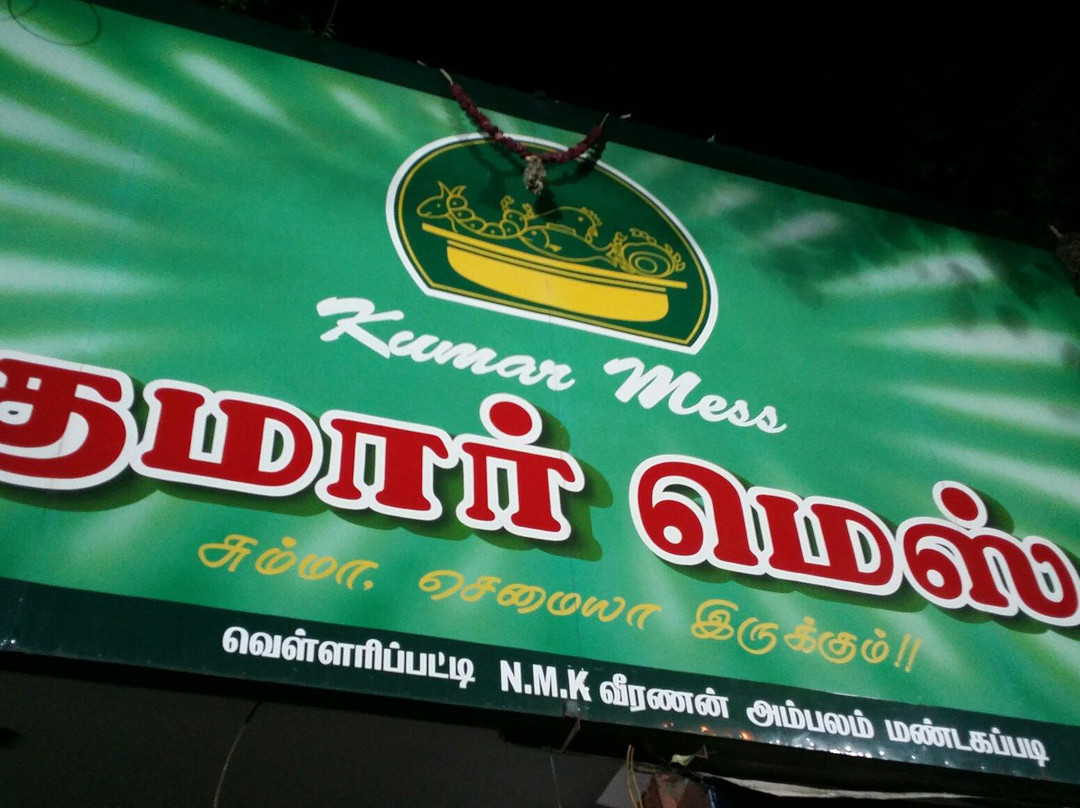 Kumar Mess
குமார் மெஸ்
சும்மா, செமையா இருக்கும்!!
வெள்ளரிப்பட்டி N.M.K வீரணன் அம்பலம் மண்டகப்படி